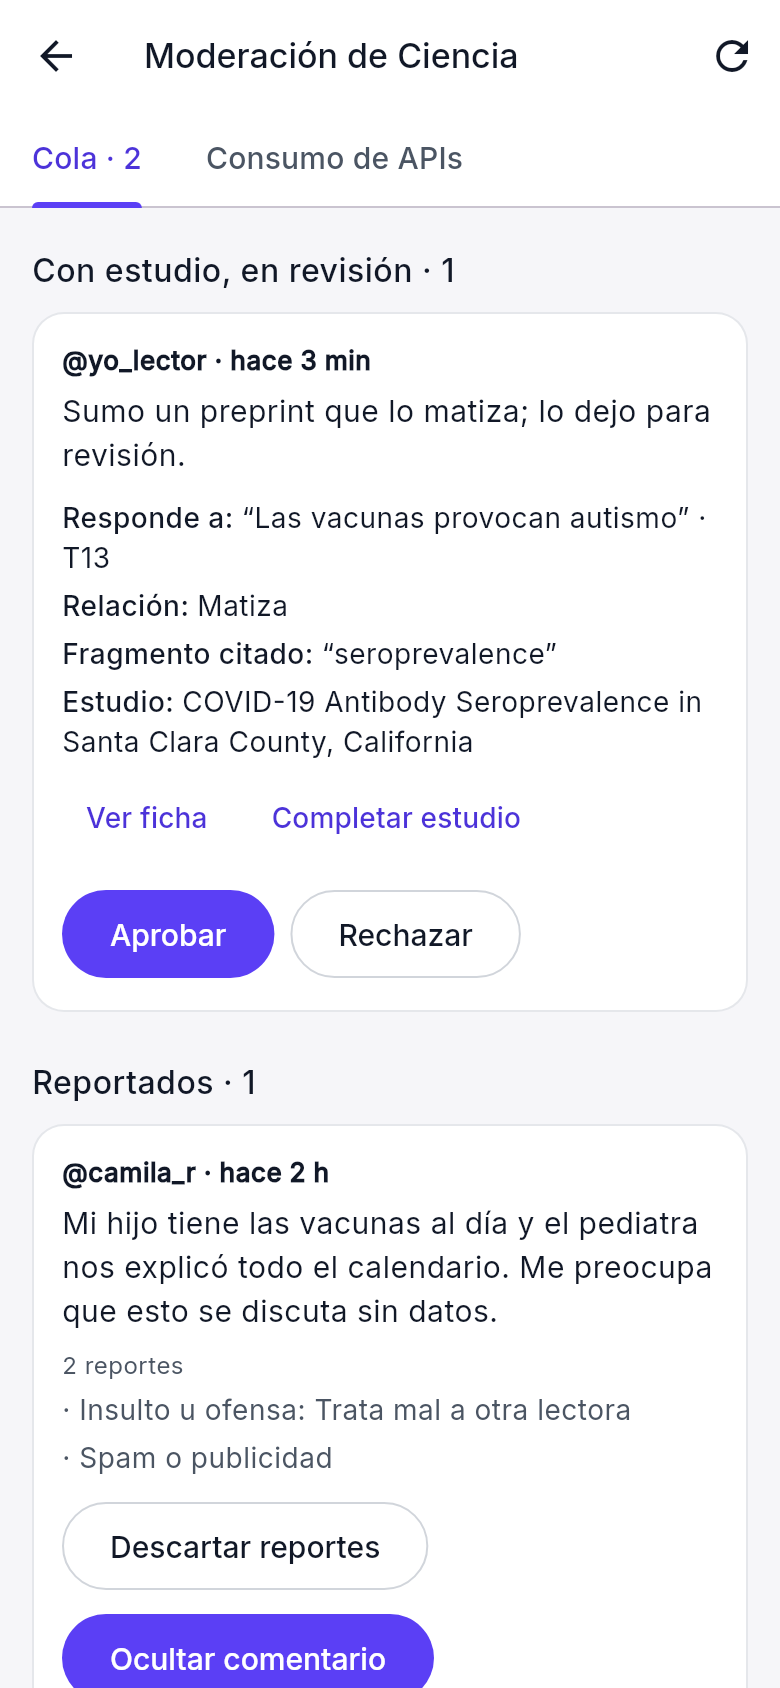 Moderación de Ciencia
Cola · 2
Consumo de APIs
Con estudio, en revisión · 1
@yo_lector · hace 3 min
Sumo un preprint que lo matiza; lo dejo para
revisión.
Responde a: “Las vacunas provocan autismo” ·
T13
Relación: Matiza
Fragmento citado: “seroprevalence”
Estudio: COVID-19 Antibody Seroprevalence in
Santa Clara County, California
Ver ficha
Completar estudio
Aprobar
Rechazar
Reportados · 1
@camila_r · hace 2 h
Mi hijo tiene las vacunas al día y el pediatra
nos explicó todo el calendario. Me preocupa
que esto se discuta sin datos.
2 reportes
· Insulto u ofensa: Trata mal a otra lectora
· Spam o publicidad
Descartar reportes
Ocultar comentario